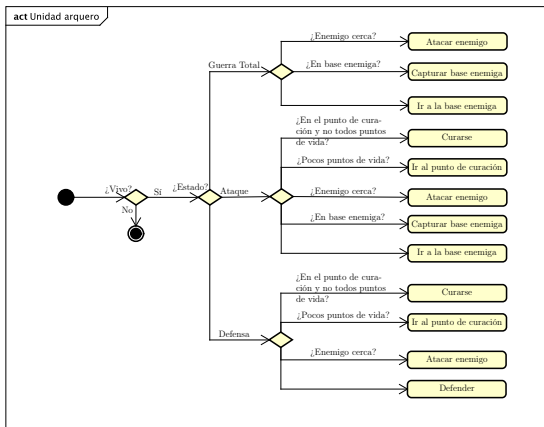 act Unidad arquero
¿Enemigo cerca?
Atacar enemigo
Guerra Total
¿En base enemiga?
Capturar base enemiga
Ir a la base enemiga
¿En el punto de cura-
ción y no todos puntos
de vida?
Curarse
¿Pocos puntos de vida?
Ir al punto de curación
¿Vivo?
Sí
¿Estado?
Ataque
¿Enemigo cerca?
Atacar enemigo
No
¿En base enemiga?
Capturar base enemiga
Ir a la base enemiga
¿En el punto de cura-
ción y no todos puntos
de vida?
Curarse
¿Pocos puntos de vida?
Ir al punto de curación
Defensa
¿Enemigo cerca?
Atacar enemigo
Defender